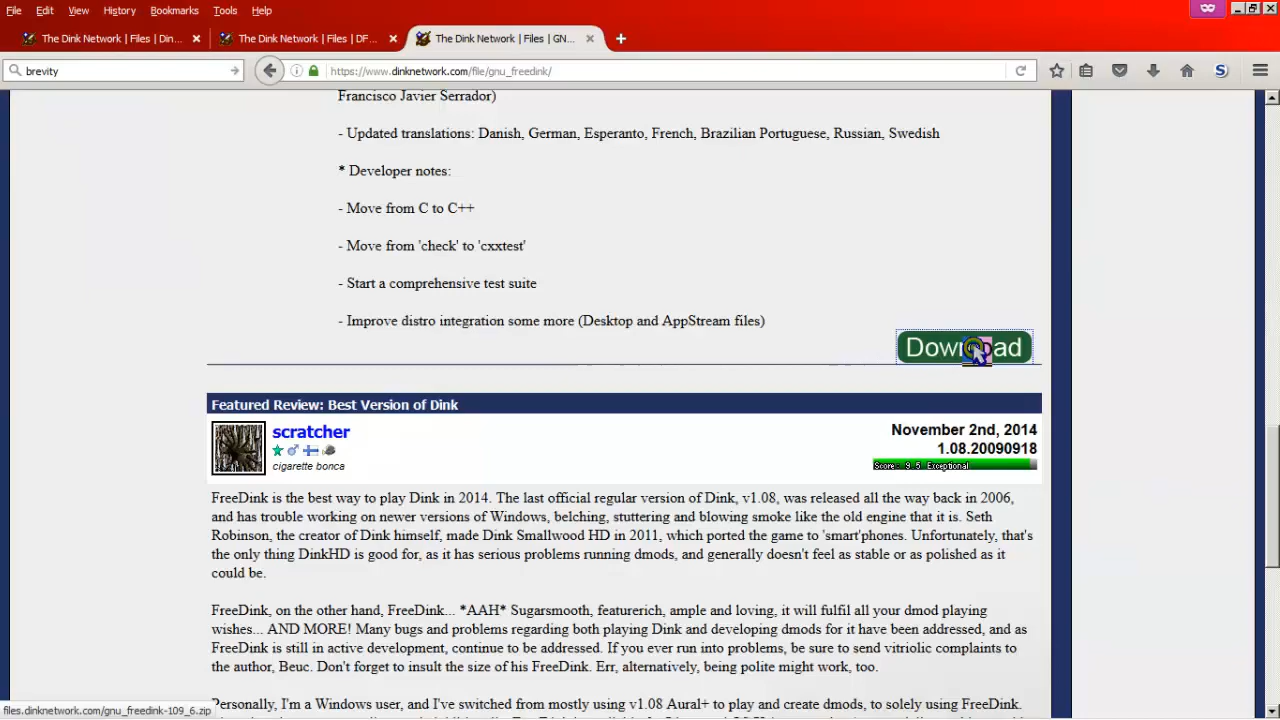 File Edit View Bookmarks Tools Help
The Dink Network | Files | Din...
The Dink Network | Files | DF...
The Dink Network | Files | GN...
brevity
https://www.dinknetwork.com/file/gnu_freedink/
Francisco Javier Serrador)
- Updated translations: Danish, German, Esperanto, French, Brazilian Portuguese, Russian, Swedish
* Developer notes:
- Move from C to C++
- Move from 'check' to 'cxxtest'
- Start a comprehensive test suite
- Improve distro integration some more (Desktop and AppStream files)
Download
Featured Review: Best Version of Dink
scratcher
cigarette bonca
November 2nd, 2014
1.08.20090918
Score: 9.5 Exceptional
FreeDink is the best way to play Dink in 2014. The last official regular version of Dink, v1.08, was released all the way back in 2006,
and has trouble working on newer versions of Windows, belching, stuttering and blowing smoke like the old engine that it is. Seth
Robinson, the creator of Dink himself, made Dink Smallwood HD in 2011, which ported the game to 'smart'phones. Unfortunately, that's
the only thing DinkHD is good for, as it has serious problems running dmods, and generally doesn't feel as stable or as polished as it
could be.
FreeDink, on the other hand, FreeDink... *AAH* Sugarsmooth, featurerich, ample and loving, it will fulfil all your dmod playing
wishes... AND MORE! Many bugs and problems regarding both playing Dink and developing dmods for it have been addressed, and as
FreeDink is still in active development, continue to be addressed. If you ever run into problems, be sure to send vitriolic complaints to
the author, Beuc. Don't forget to insult the size of his FreeDink. Err, alternatively, being polite might work, too.
Personally, I'm a Windows user, and I've switched from mostly using v1.08 Aural+ to play and create dmods, to solely using FreeDink.
files.dinknetwork.com/gnu_freedink-109_6.zip